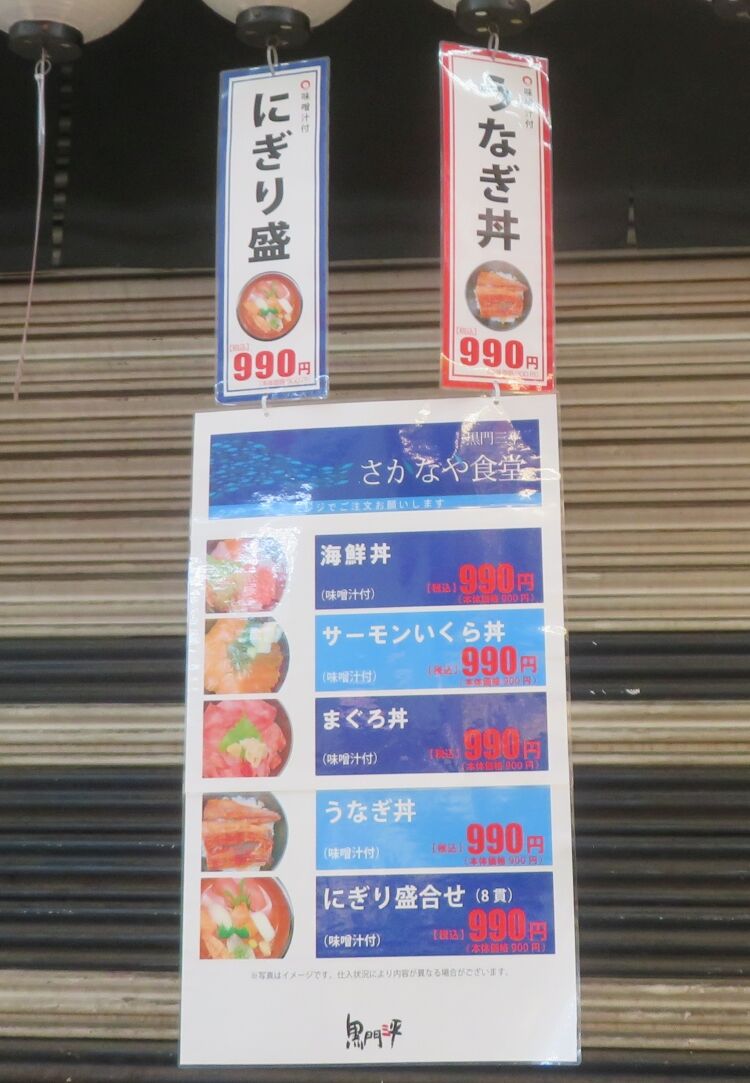 味噌汁付
にぎり盛
【税込】
990円
(本体価格 900円)
味噌汁付
うなぎ丼
【税込】
990円
黒門三平
さかなや食堂
レジでご注文お願いします
海鮮丼
(味噌汁付)
【税込】990円
(本体価格 900円)
サーモンいくら丼
(味噌汁付)
【税込】990円
(本体価格 900円)
まぐろ丼
(味噌汁付)
【税込】990円
(本体価格 900円)
うなぎ丼
(味噌汁付)
【税込】990円
(本体価格 900円)
にぎり盛合せ(8貫)
(味噌汁付)
【税込】990円
(本体価格 900円)
※写真はイメージです。仕入状況により内容が異なる場合がございます。
黒門三平